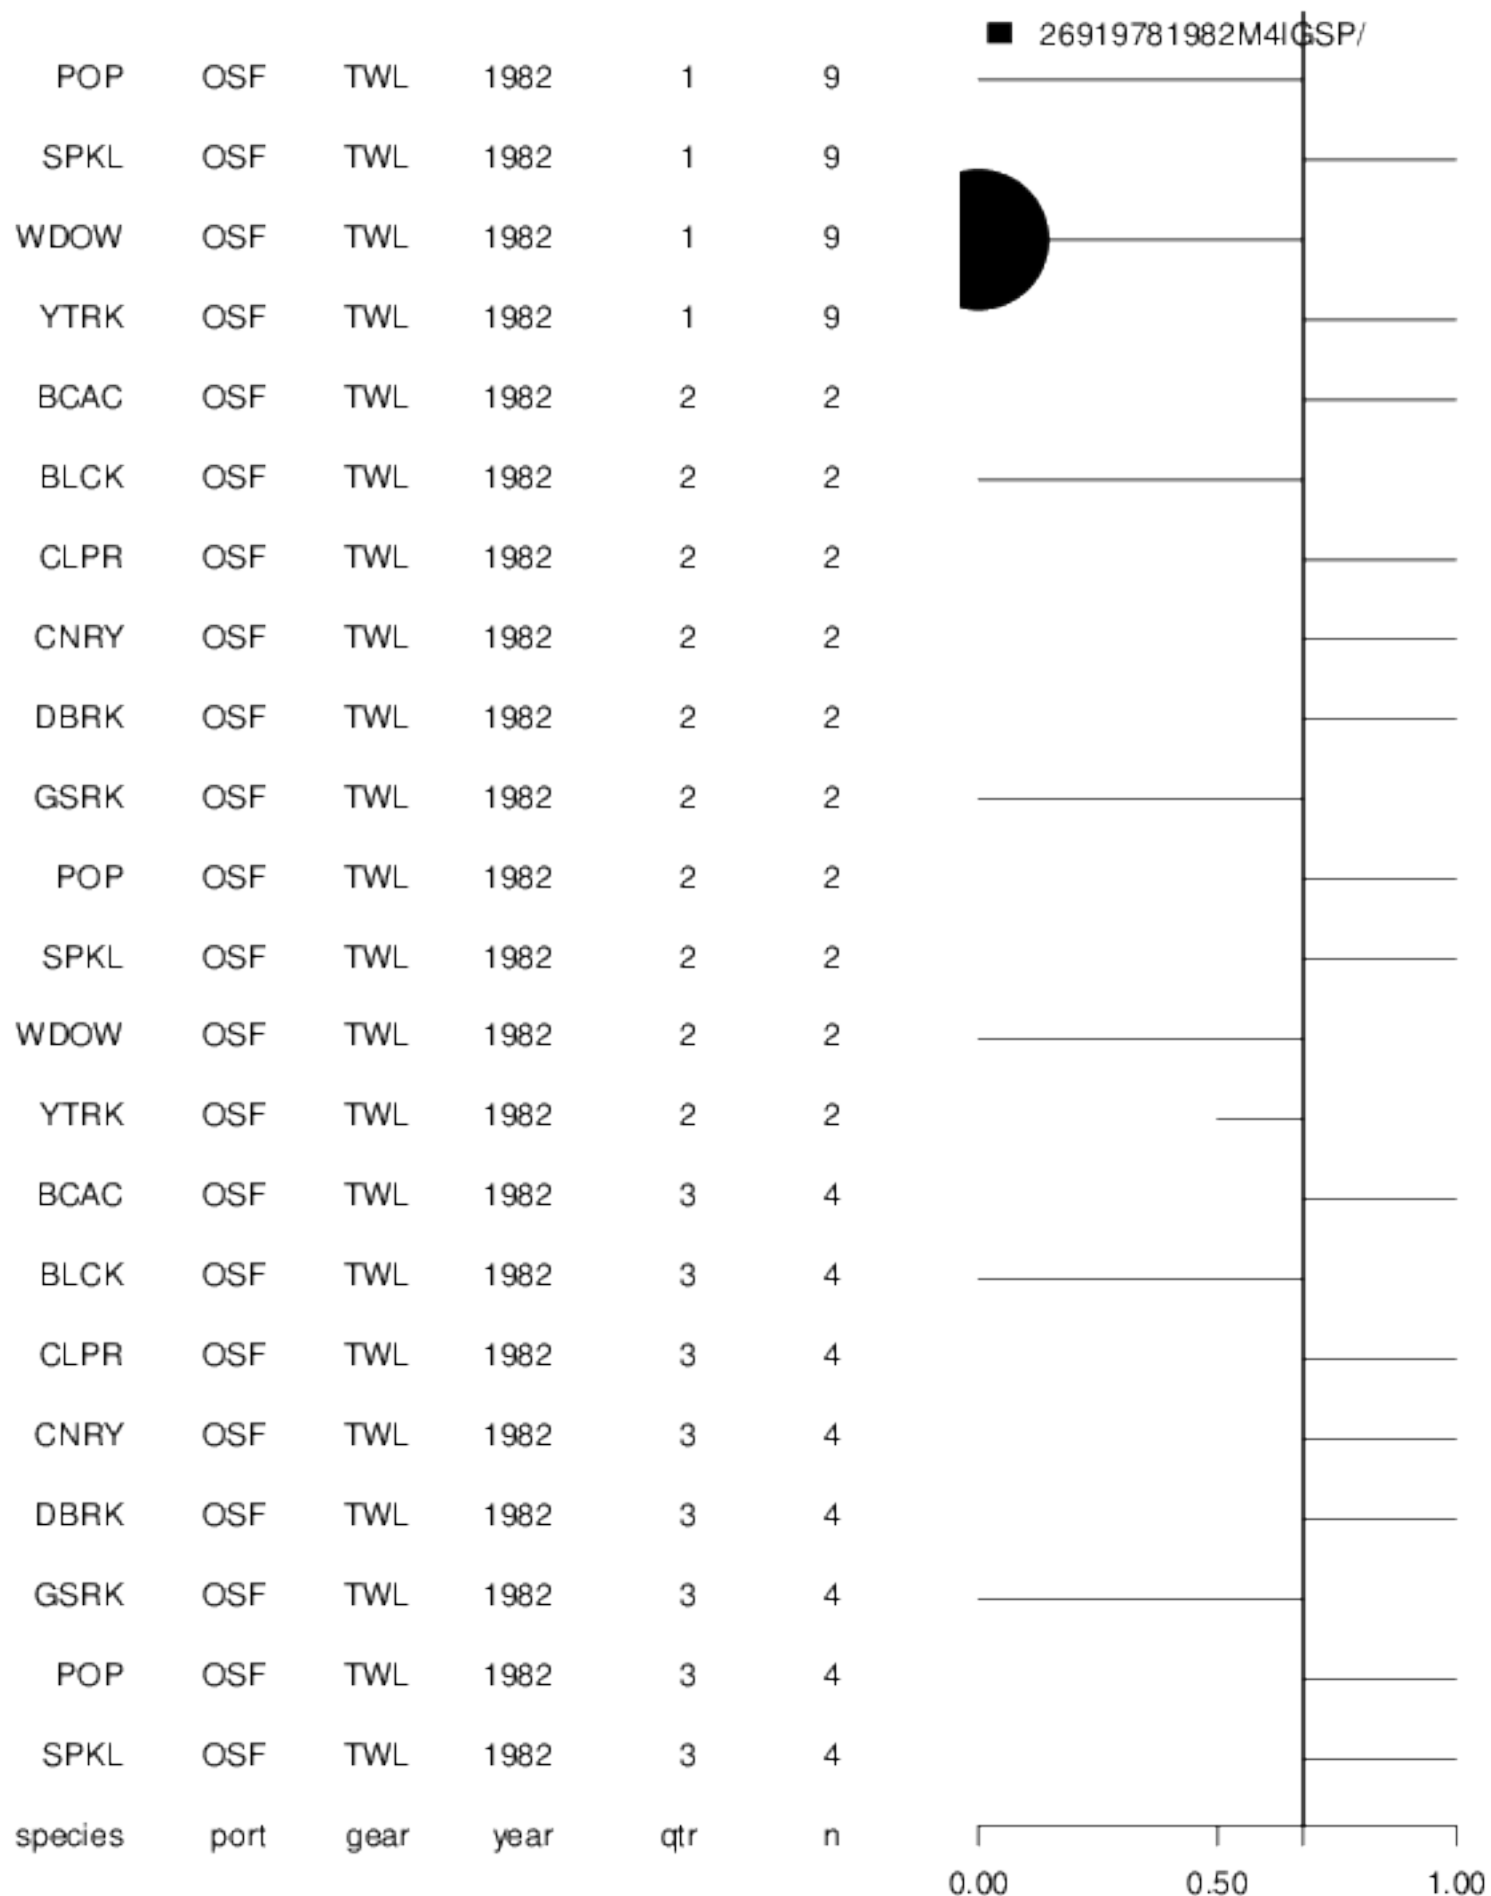 26919781982M4IGSP/
POP OSF TWL 1982 1 9
SPKL OSF TWL 1982 1 9
WDOW OSF TWL 1982 1 9
YTRK OSF TWL 1982 1 9
BCAC OSF TWL 1982 2 2
BLCK OSF TWL 1982 2 2
CLPR OSF TWL 1982 2 2
CNRY OSF TWL 1982 2 2
DBRK OSF TWL 1982 2 2
GSRK OSF TWL 1982 2 2
POP OSF TWL 1982 2 2
SPKL OSF TWL 1982 2 2
WDOW OSF TWL 1982 2 2
YTRK OSF TWL 1982 2 2
BCAC OSF TWL 1982 3 4
BLCK OSF TWL 1982 3 4
CLPR OSF TWL 1982 3 4
CNRY OSF TWL 1982 3 4
DBRK OSF TWL 1982 3 4
GSRK OSF TWL 1982 3 4
POP OSF TWL 1982 3 4
SPKL OSF TWL 1982 3 4
species port gear year qtr n
0.00 0.50 1.00